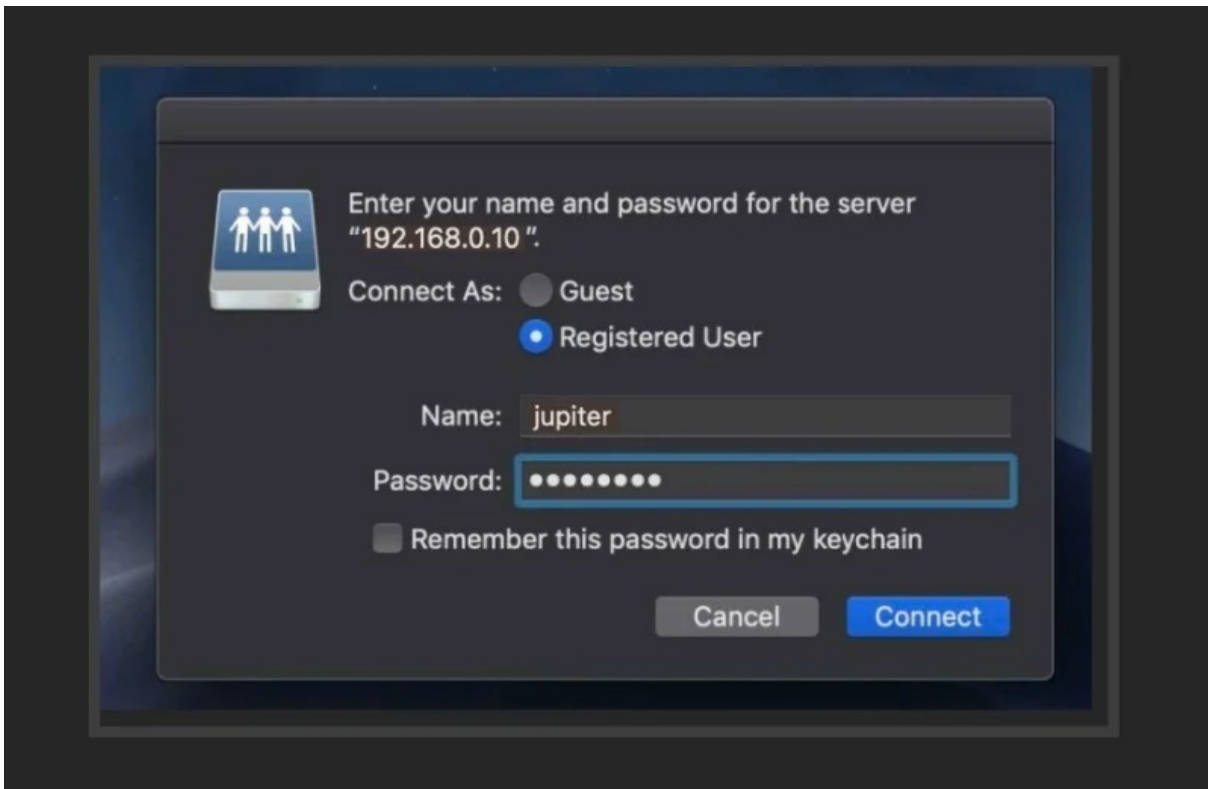 Enter your name and password for the server
“192.168.0.10”.
Connect As: Guest
Registered User
Name: jupiter
Password: ••••••••
Remember this password in my keychain
Cancel Connect